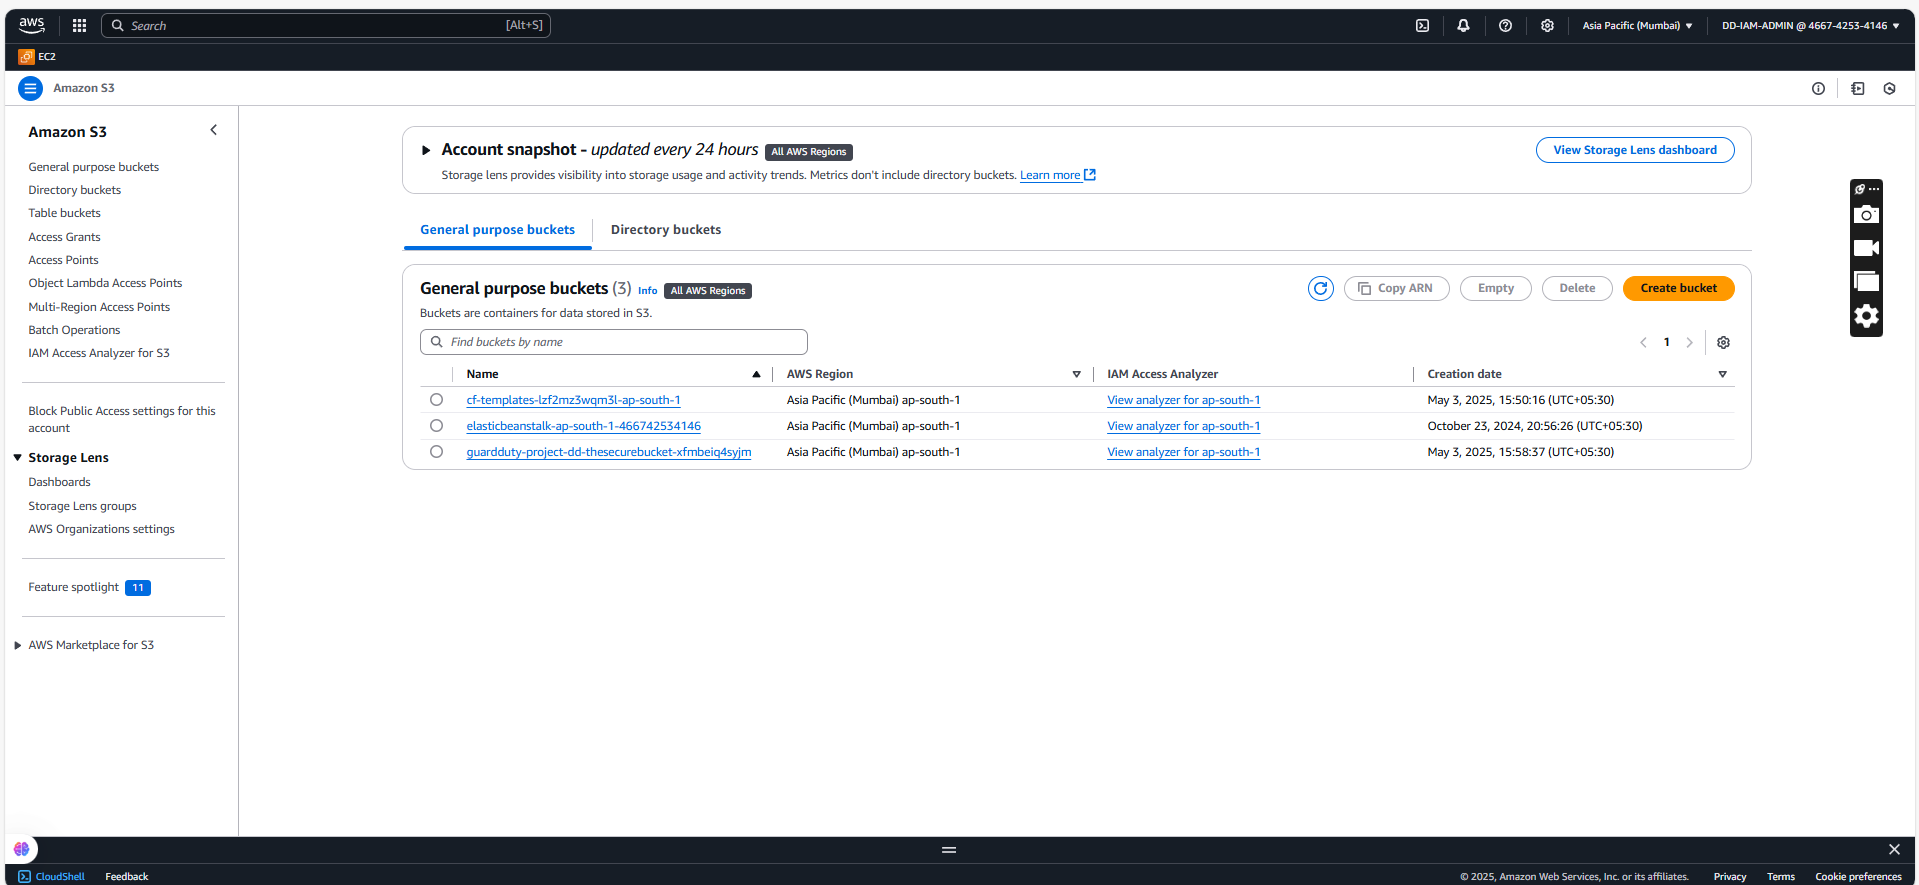 aws
Search [Alt+S]
Asia Pacific (Mumbai)
DD-IAM-ADMIN @ 4667-4253-4146
EC2
Amazon S3
Amazon S3
General purpose buckets
Directory buckets
Table buckets
Access Grants
Access Points
Object Lambda Access Points
Multi-Region Access Points
Batch Operations
IAM Access Analyzer for S3
Block Public Access settings for this
account
Storage Lens
Dashboards
Storage Lens groups
AWS Organizations settings
Feature spotlight 11
AWS Marketplace for S3
Account snapshot - updated every 24 hours All AWS Regions
View Storage Lens dashboard
Storage lens provides visibility into storage usage and activity trends. Metrics don't include directory buckets. Learn more
General purpose buckets
Directory buckets
General purpose buckets (3) Info All AWS Regions
Copy ARN
Empty
Delete
Create bucket
Buckets are containers for data stored in S3.
Find buckets by name
1
Name AWS Region IAM Access Analyzer Creation date
cf-templates-lzf2mz3wqm3l-ap-south-1 Asia Pacific (Mumbai) ap-south-1 View analyzer for ap-south-1 May 3, 2025, 15:50:16 (UTC+05:30)
elasticbeanstalk-ap-south-1-466742534146 Asia Pacific (Mumbai) ap-south-1 View analyzer for ap-south-1 October 23, 2024, 20:56:26 (UTC+05:30)
guardduty-project-dd-thesecurebucket-xfmbeiq4syjm Asia Pacific (Mumbai) ap-south-1 View analyzer for ap-south-1 May 3, 2025, 15:58:37 (UTC+05:30)
CloudShell
Feedback
© 2025, Amazon Web Services, Inc. or its affiliates.
Privacy
Terms
Cookie preferences